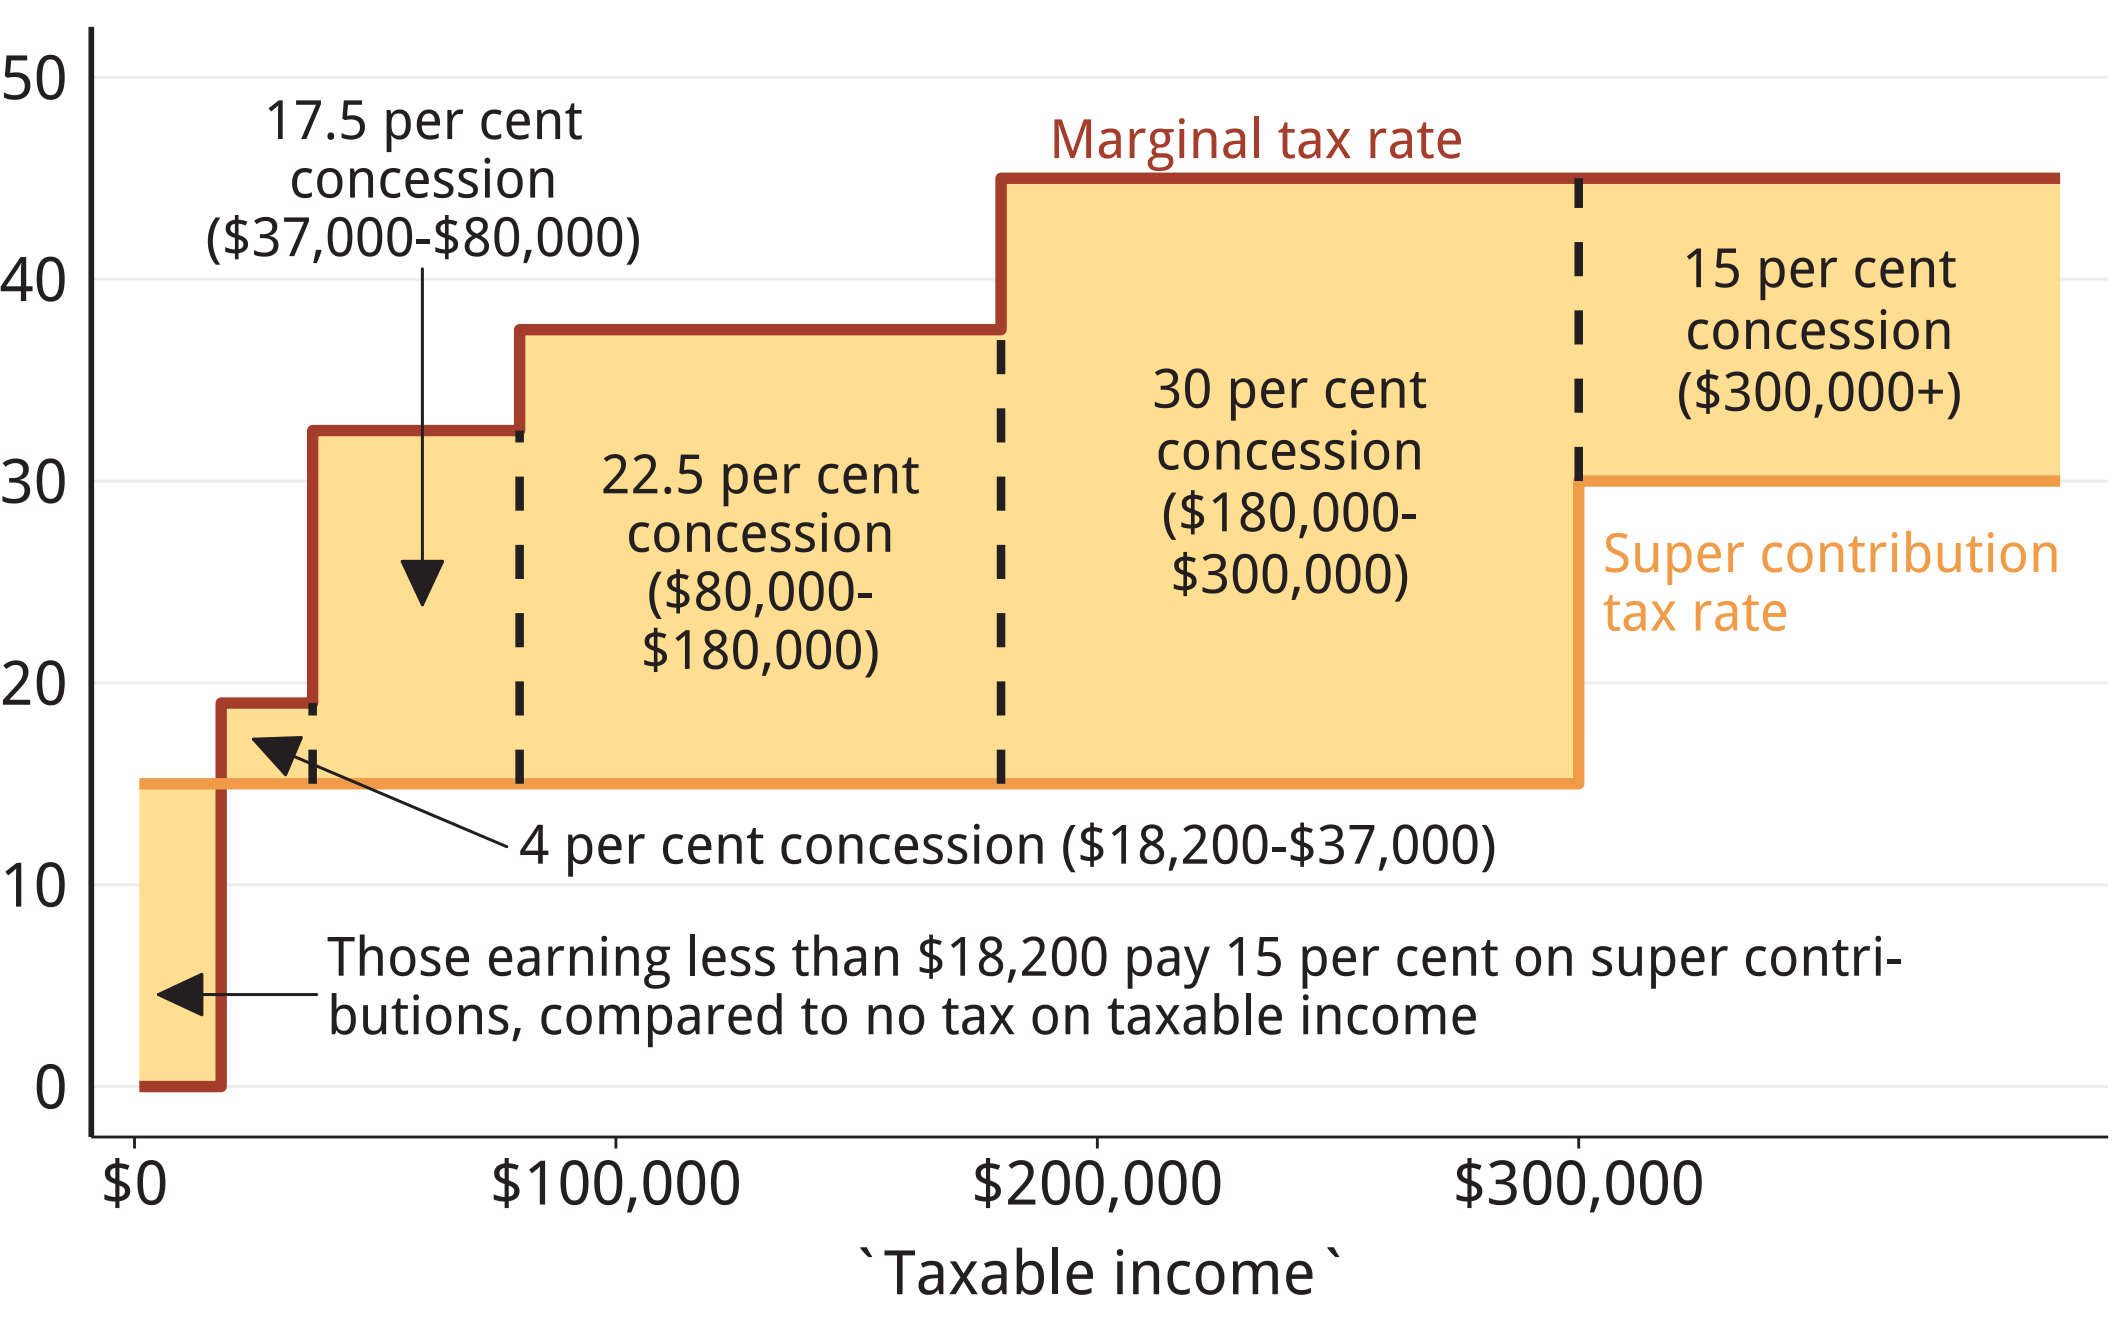 50
40
30
20
10
0
17.5 per cent
concession
($37,000-$80,000)
Marginal tax rate
22.5 per cent
concession
($80,000-
$180,000)
30 per cent
concession
($180,000-
$300,000)
15 per cent
concession
($300,000+)
Super contribution
tax rate
4 per cent concession ($18,200-$37,000)
Those earning less than $18,200 pay 15 per cent on super contri-
butions, compared to no tax on taxable income
$0
$100,000
$200,000
$300,000
`Taxable income`